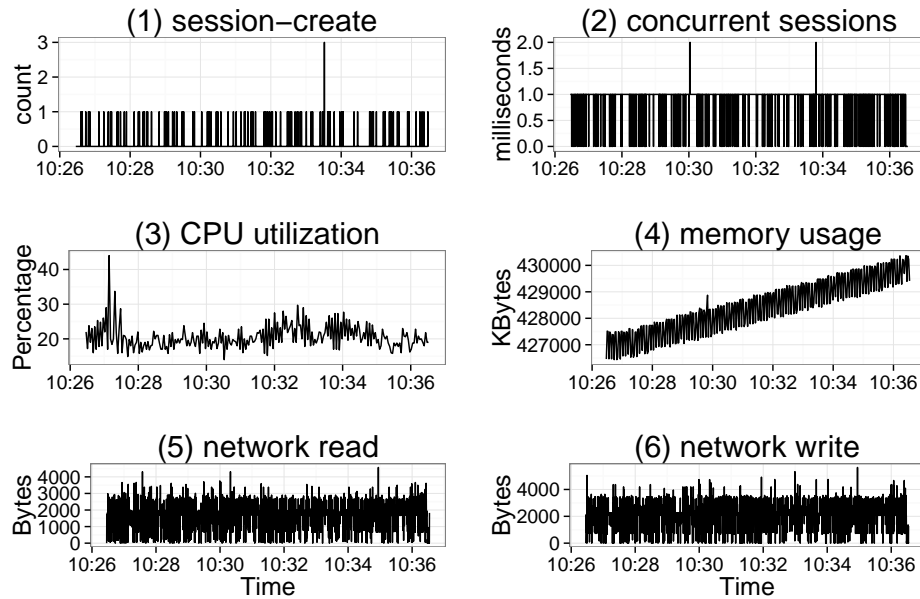 (1) session−create
count
3
2
1
0
10:26 10:28 10:30 10:32 10:34 10:36
(2) concurrent sessions
milliseconds
2.0
1.5
1.0
0.5
0.0
10:26 10:28 10:30 10:32 10:34 10:36
(3) CPU utilization
Percentage
40
30
20
10:26 10:28 10:30 10:32 10:34 10:36
(4) memory usage
KBytes
430000
429000
428000
427000
10:26 10:28 10:30 10:32 10:34 10:36
(5) network read
Bytes
4000
3000
2000
1000
0
10:26 10:28 10:30 10:32 10:34 10:36
Time
(6) network write
Bytes
4000
2000
0
10:26 10:28 10:30 10:32 10:34 10:36
Time